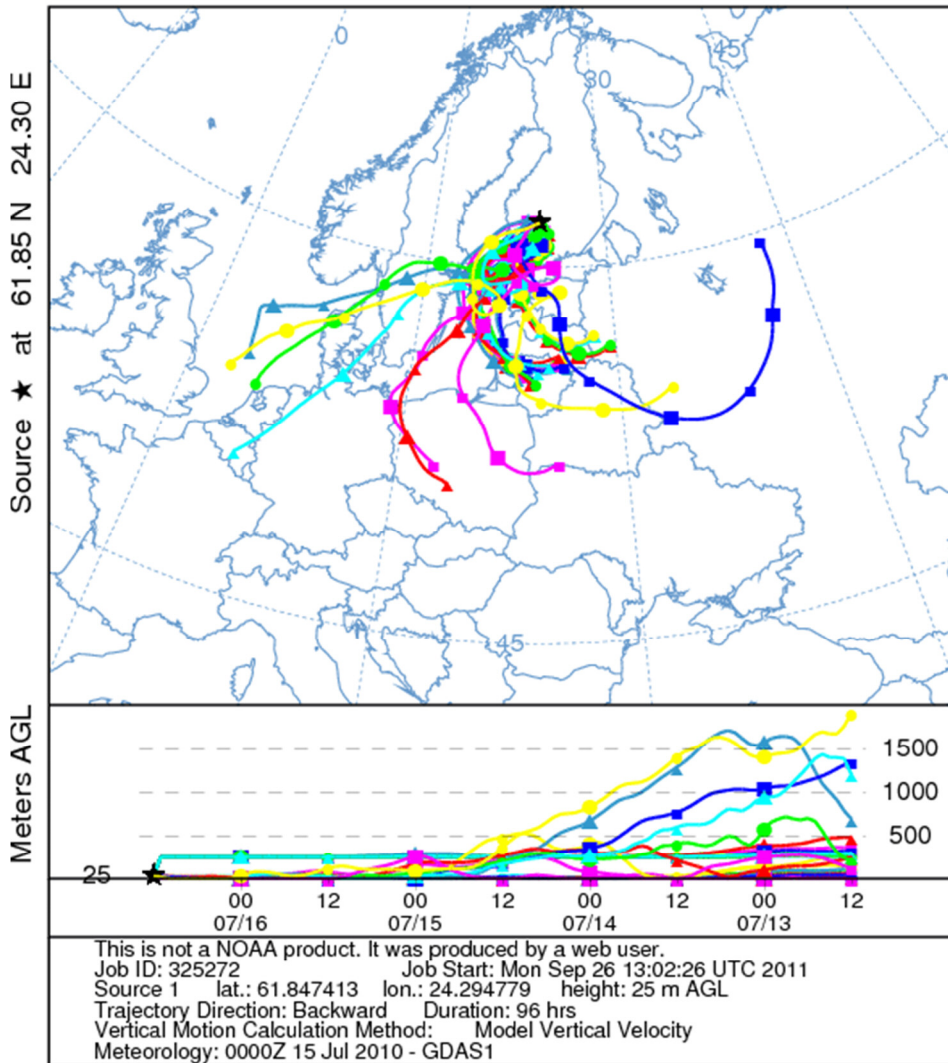 0
45
30
Source ★ at 61.85 N 24.30 E
45
Meters AGL
1500
1000
500
25
00 12 00 12 00 12 00 12
07/16 07/15 07/14 07/13
This is not a NOAA product. It was produced by a web user.
Job ID: 325272 Job Start: Mon Sep 26 13:02:26 UTC 2011
Source 1 lat.: 61.847413 lon.: 24.294779 height: 25 m AGL
Trajectory Direction: Backward Duration: 96 hrs
Vertical Motion Calculation Method: Model Vertical Velocity
Meteorology: 0000Z 15 Jul 2010 - GDAS1